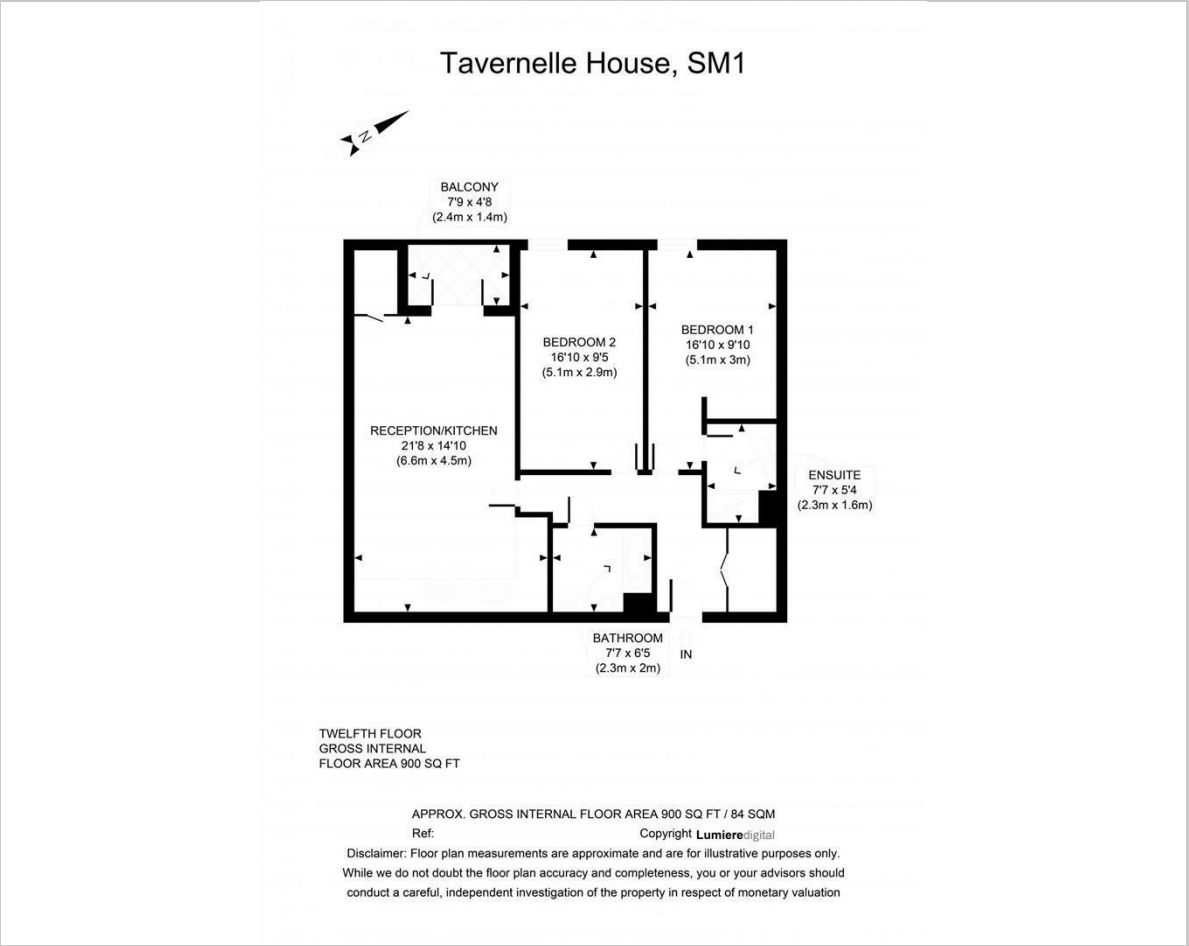 Tavernelle House, SM1
N
BALCONY
7'9 x 4'8
(2.4m x 1.4m)
BEDROOM 2
16'10 x 9'5
(5.1m x 2.9m)
BEDROOM 1
16'10 x 9'10
(5.1m x 3m)
RECEPTION/KITCHEN
21'8 x 14'10
(6.6m x 4.5m)
ENSUITE
7'7 x 5'4
(2.3m x 1.6m)
BATHROOM
7'7 x 6'5
(2.3m x 2m)
IN
TWELFTH FLOOR
GROSS INTERNAL
FLOOR AREA 900 SQ FT
APPROX. GROSS INTERNAL FLOOR AREA 900 SQ FT / 84 SQM
Ref: Copyright Lumieredigital
Disclaimer: Floor plan measurements are approximate and are for illustrative purposes only.
While we do not doubt the floor plan accuracy and completeness, you or your advisors should
conduct a careful, independent investigation of the property in respect of monetary valuation